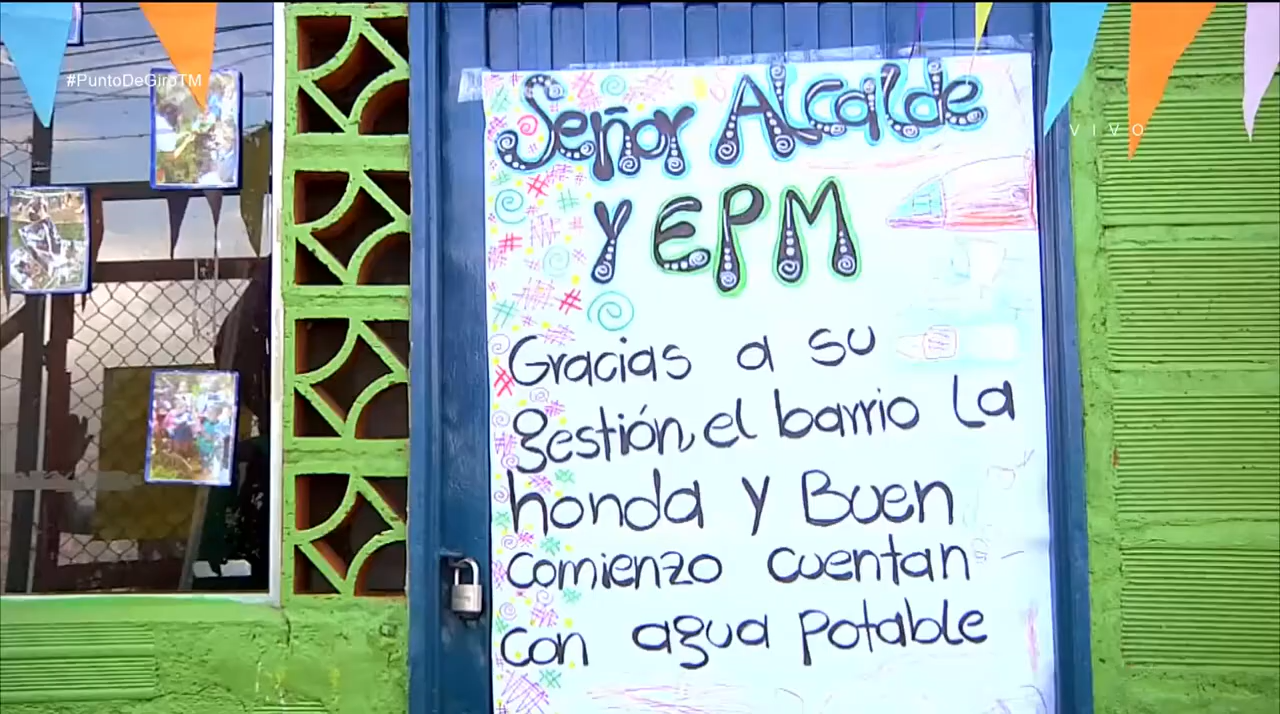 #PuntoDeGiroTM
VIVO
Señor Alcalde
Y EPM
Gracias a su
gestión, el barrio La
honda y Buen
comienzo cuentan
con agua potable